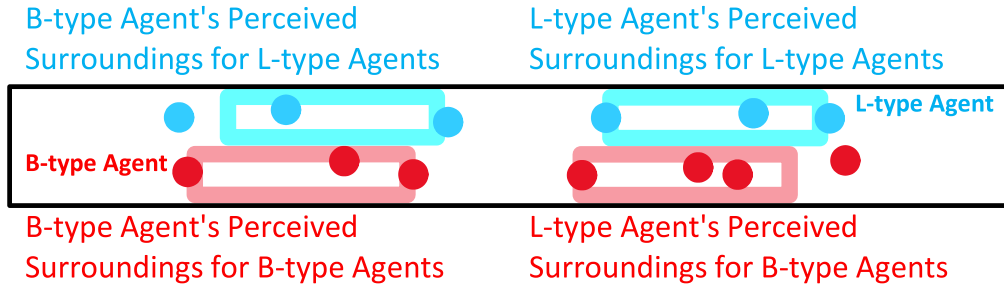 B-type Agent's Perceived
Surroundings for L-type Agents
L-type Agent's Perceived
Surroundings for L-type Agents
L-type Agent
B-type Agent
B-type Agent's Perceived
Surroundings for B-type Agents
L-type Agent's Perceived
Surroundings for B-type Agents